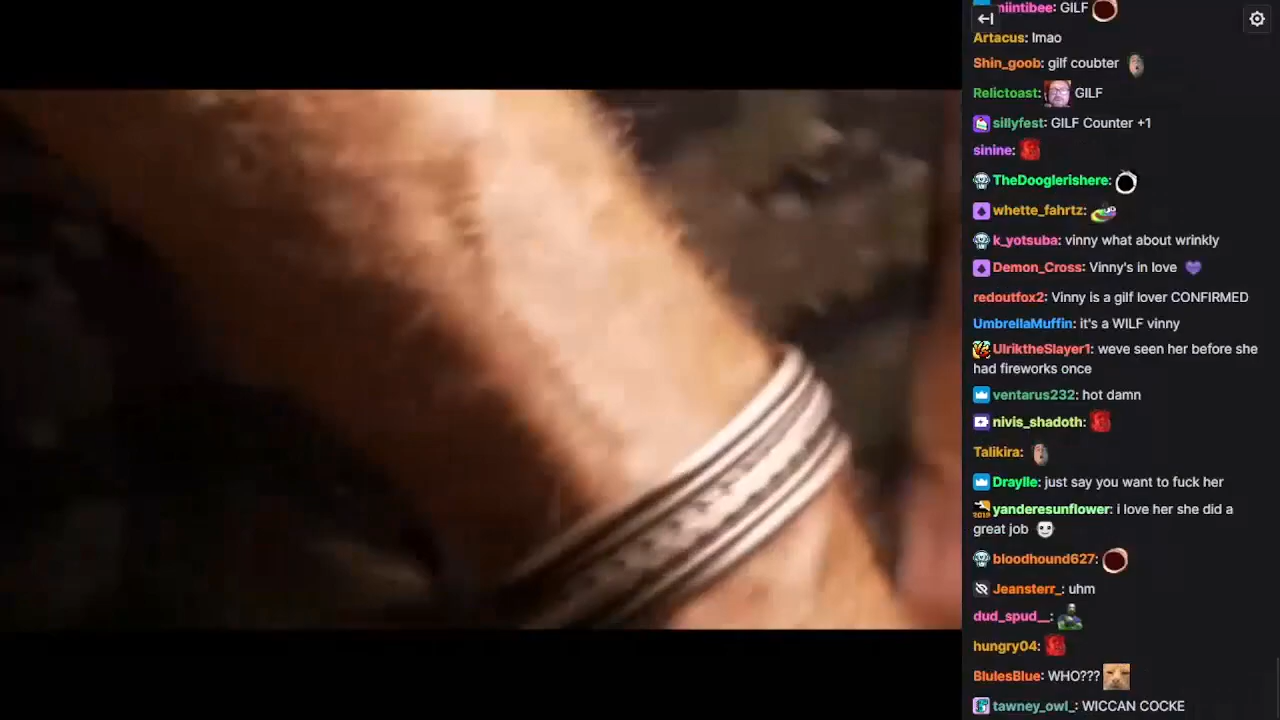 miintibee: GILF
Artacus: lmao
Shin_goob: gilf coubter
Relictoast: GILF
sillyfest: GILF Counter +1
sinine:
TheDooglerishere:
whette_fahrtz:
k_yotsuba: vinny what about wrinkly
Demon_Cross: Vinny's in love
redoutfox2: Vinny is a gilf lover CONFIRMED
UmbrellaMuffin: it's a WILF vinny
UlriktheSlayer1: weve seen her before she
had fireworks once
ventarus232: hot damn
nivis_shadoth:
Talikira:
Draylle: just say you want to fuck her
yanderesunflower: i love her she did a
great job
bloodhound627:
Jeansterr_: uhm
dud_spud__:
hungry04:
BlulesBlue: WHO???
tawney_owl_: WICCAN COCKE